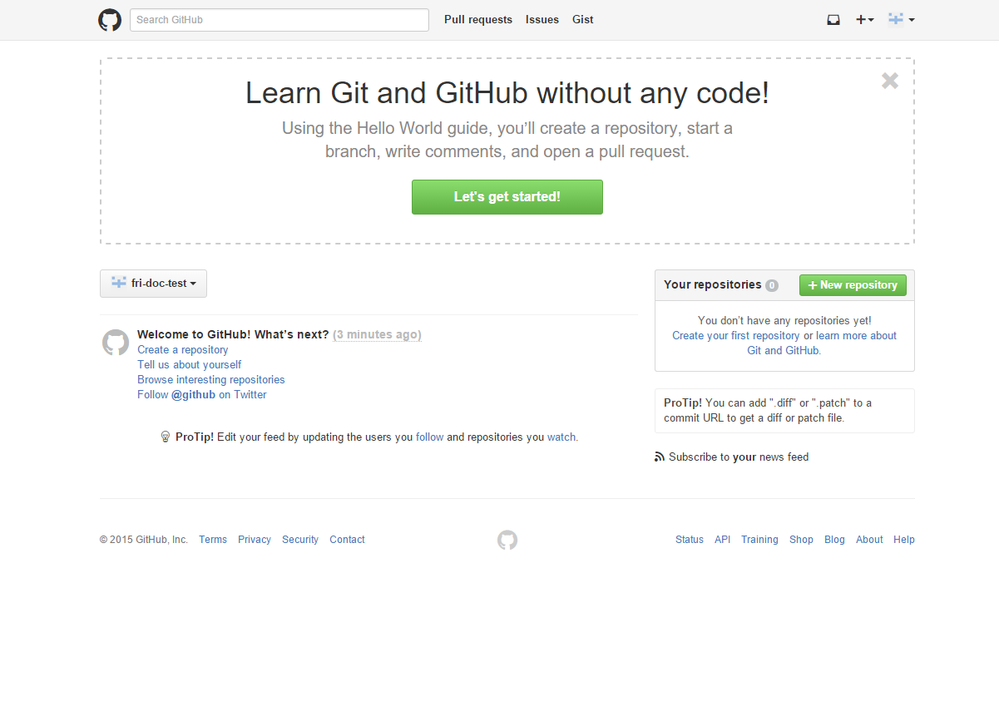 Search GitHub
Pull requests
Issues
Gist
Learn Git and GitHub without any code!
Using the Hello World guide, you’ll create a repository, start a
branch, write comments, and open a pull request.
Let's get started!
fri-doc-test
Welcome to GitHub! What’s next? (3 minutes ago)
Create a repository
Tell us about yourself
Browse interesting repositories
Follow @github on Twitter
ProTip! Edit your feed by updating the users you follow and repositories you watch.
Your repositories 0
New repository
You don’t have any repositories yet!
Create your first repository or learn more about
Git and GitHub.
ProTip! You can add ".diff" or ".patch" to a
commit URL to get a diff or patch file.
Subscribe to your news feed
© 2015 GitHub, Inc. Terms Privacy Security Contact
Status API Training Shop Blog About Help